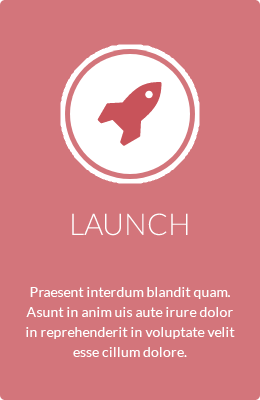 LAUNCH
Praesent interdum blandit quam.
Asunt in anim uis aute irure dolor
in reprehenderit in voluptate velit
esse cillum dolore.